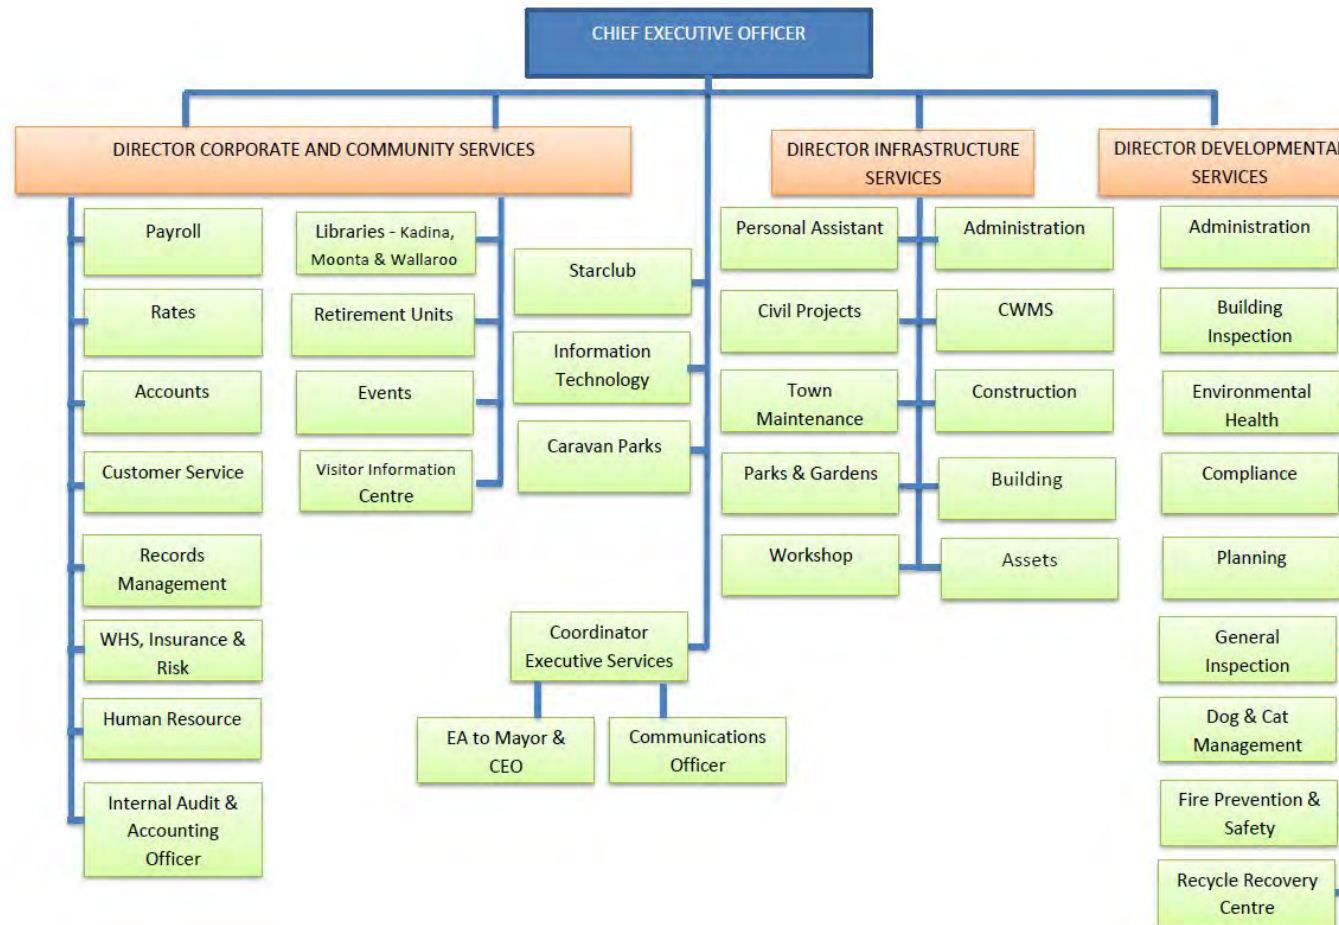 CHIEF EXECUTIVE OFFICER
DIRECTOR CORPORATE AND COMMUNITY SERVICES
DIRECTOR INFRASTRUCTURE
SERVICES
DIRECTOR DEVELOPMENTAL
SERVICES
Payroll
Rates
Accounts
Customer Service
Records
Management
WHS, Insurance &
Risk
Human Resource
Internal Audit &
Accounting
Officer
Libraries - Kadina,
Moonta & Wallaroo
Retirement Units
Events
Visitor Information
Centre
Starclub
Information
Technology
Caravan Parks
Coordinator
Executive Services
EA to Mayor &
CEO
Communications
Officer
Personal Assistant
Civil Projects
Town
Maintenance
Parks & Gardens
Workshop
Administration
CWMS
Construction
Building
Assets
Administration
Building
Inspection
Environmental
Health
Compliance
Planning
General
Inspection
Dog & Cat
Management
Fire Prevention &
Safety
Recycle Recovery
Centre